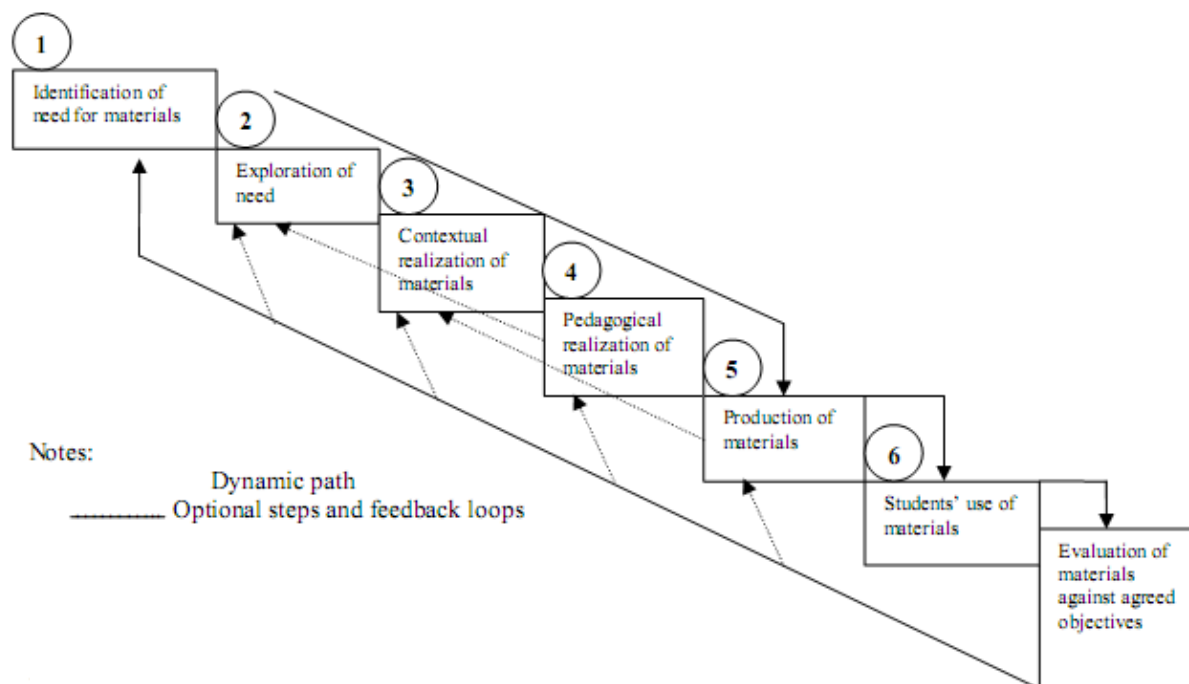 1
Identification of
need for materials
2
Exploration of
need
3
Contextual
realization of
materials
4
Pedagogical
realization of
materials
5
Production of
materials
6
Students’ use of
materials
Evaluation of
materials
against agreed
objectives
Notes:
Dynamic path
Optional steps and feedback loops